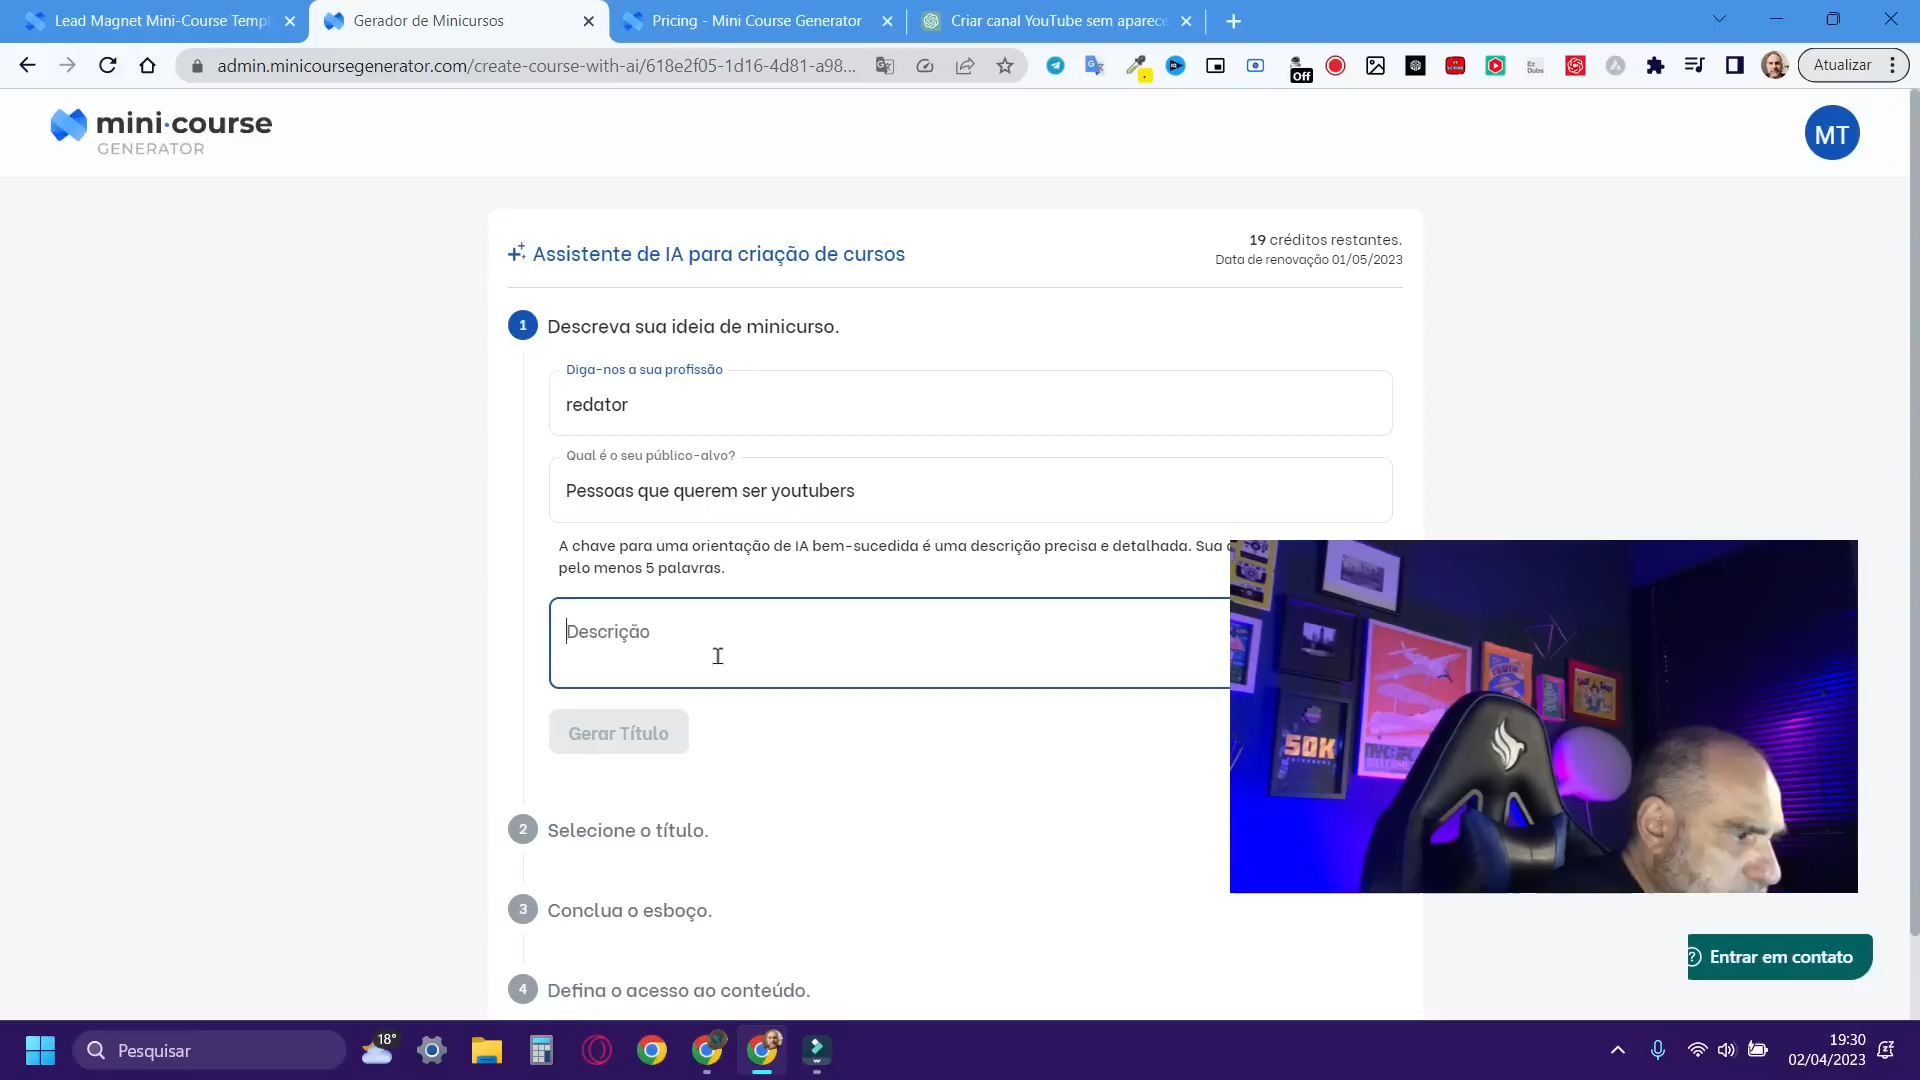 Lead Magnet Mini-Course Templ
Gerador de Minicursos
Pricing - Mini Course Generator
Criar canal YouTube sem aparece
admin.minicoursegenerator.com/create-course-with-ai/618e2f05-1d16-4d81-a98...
Off
Atualizar
mini·course
GENERATOR
MT
Assistente de IA para criação de cursos
19 créditos restantes.
Data de renovação 01/05/2023
1 Descreva sua ideia de minicurso.
Diga-nos a sua profissão
redator
Qual é o seu público-alvo?
Pessoas que querem ser youtubers
A chave para uma orientação de IA bem-sucedida é uma descrição precisa e detalhada. Sua
pelo menos 5 palavras.
Descrição
Gerar Título
2 Selecione o título.
3 Conclua o esboço.
4 Defina o acesso ao conteúdo.
50K
TRUTH
Entrar em contato
Pesquisar
18°
19:30
02/04/2023